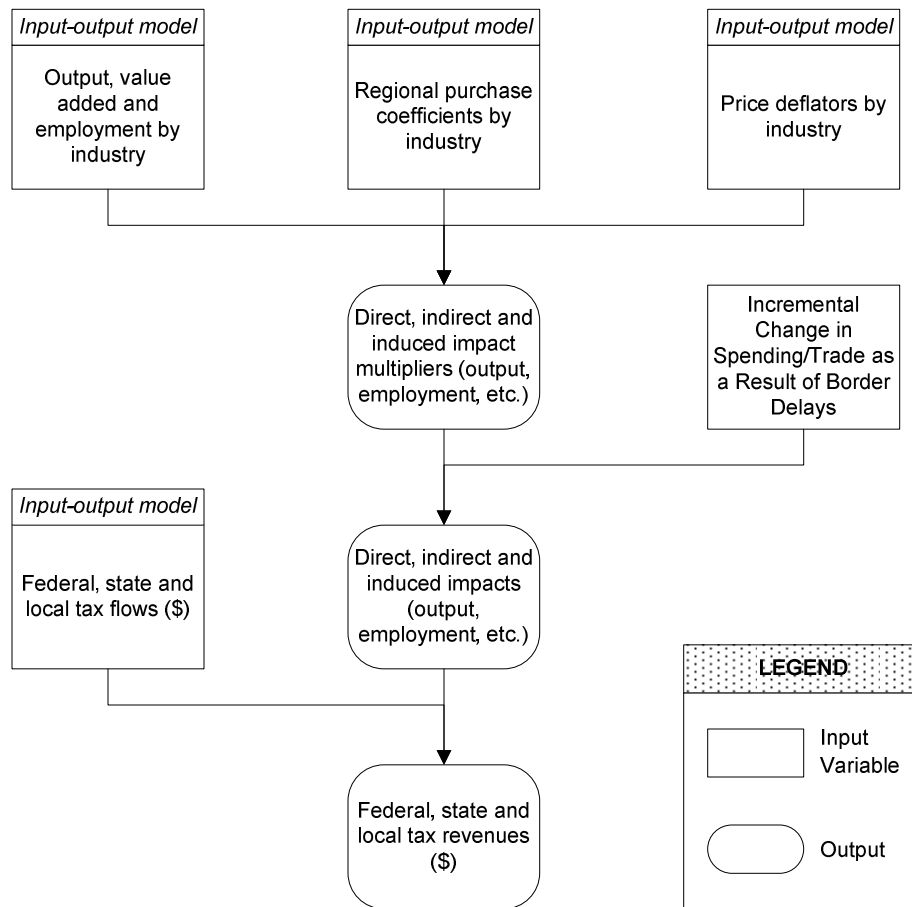 Input-output model
Output, value
added and
employment by
industry
Input-output model
Regional purchase
coefficients by
industry
Input-output model
Price deflators by
industry
Direct, indirect and
induced impact
multipliers (output,
employment, etc.)
Incremental
Change in
Spending/Trade as
a Result of Border
Delays
Input-output model
Federal, state and
local tax flows ($)
Direct, indirect and
induced impacts
(output,
employment, etc.)
Federal, state and
local tax revenues
($)
LEGEND
Input
Variable
Output